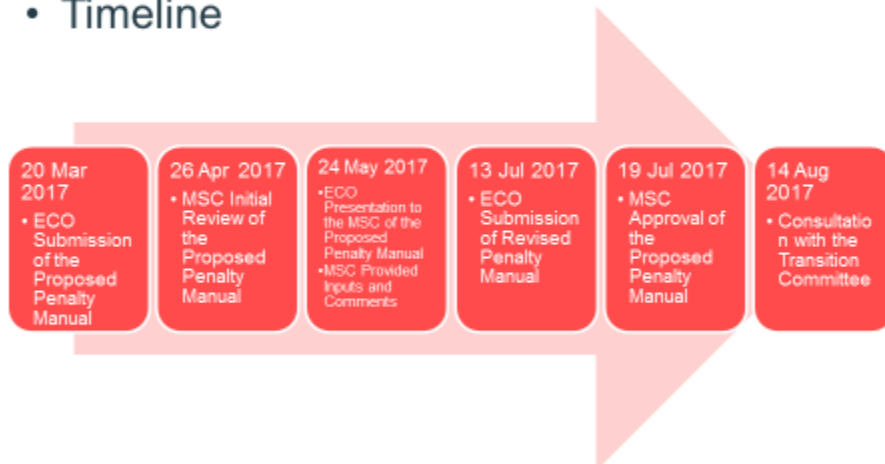 • Timeline
20 Mar
2017
• ECO
Submission
of the
Proposed
Penalty
Manual
26 Apr 2017
• MSC Initial
Review of
the
Proposed
Penalty
Manual
24 May 2017
•ECO
Presentation to
the MSC of the
Proposed
Penalty Manual
•MSC Provided
Inputs and
Comments
13 Jul 2017
• ECO
Submission
of Revised
Penalty
Manual
19 Jul 2017
• MSC
Approval of
the
Proposed
Penalty
Manual
14 Aug
2017
• Consultatio
n with the
Transition
Committee